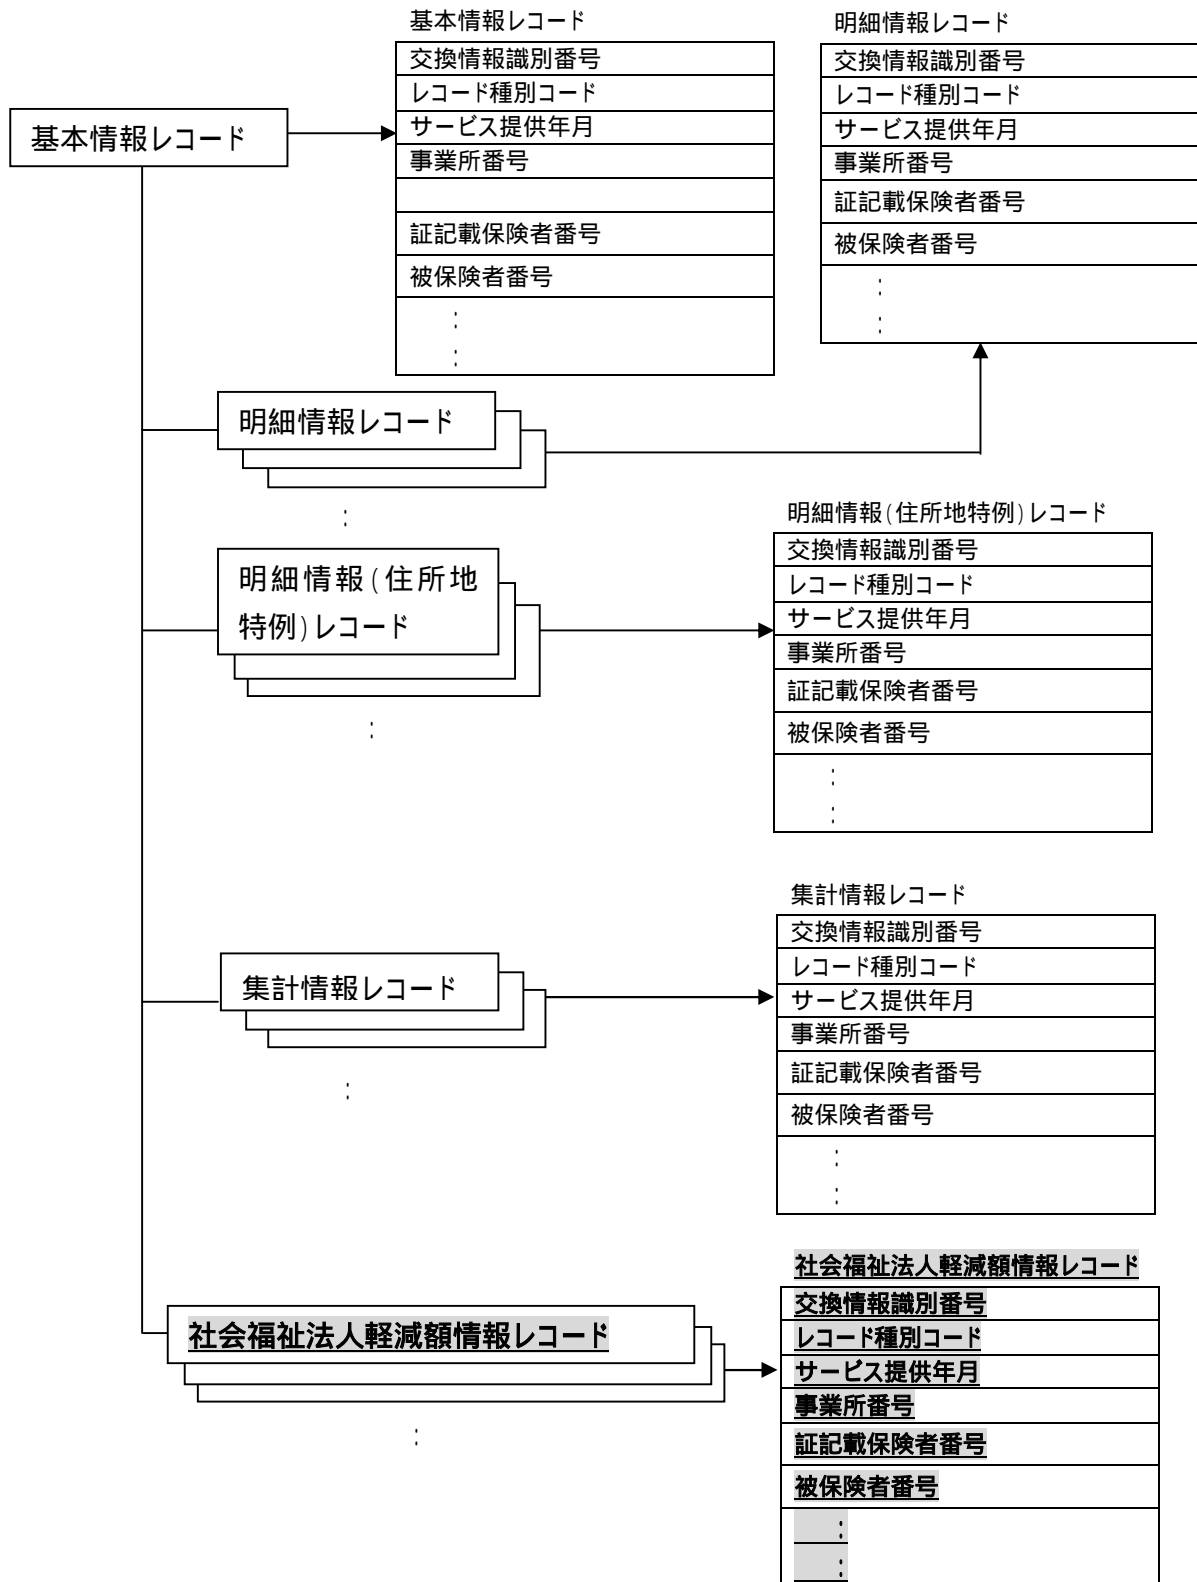 基本情報レコード
基本情報レコード
交換情報識別番号
レコード種別コード
サービス提供年月
事業所番号
証記載保険者番号
被保険者番号
:
:
明細情報レコード
交換情報識別番号
レコード種別コード
サービス提供年月
事業所番号
証記載保険者番号
被保険者番号
:
:
明細情報レコード
:
明細情報(住所地
特例)レコード
:
明細情報(住所地特例)レコード
交換情報識別番号
レコード種別コード
サービス提供年月
事業所番号
証記載保険者番号
被保険者番号
:
:
集計情報レコード
:
集計情報レコード
交換情報識別番号
レコード種別コード
サービス提供年月
事業所番号
証記載保険者番号
被保険者番号
:
:
社会福祉法人軽減額情報レコード
:
社会福祉法人軽減額情報レコード
交換情報識別番号
レコード種別コード
サービス提供年月
事業所番号
証記載保険者番号
被保険者番号
:
: